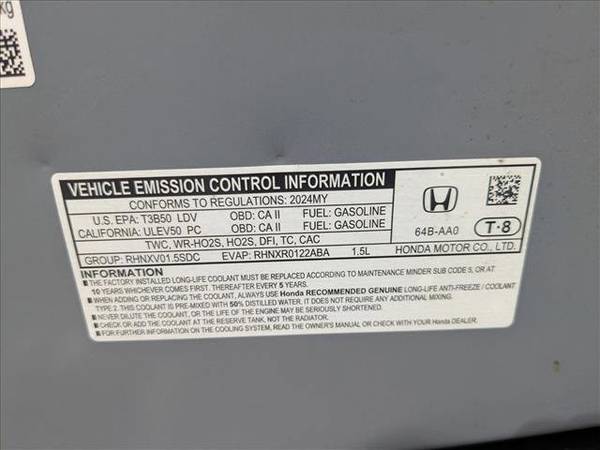 kg
VEHICLE EMISSION CONTROL INFORMATION
CONFORMS TO REGULATIONS: 2024MY
U.S. EPA: T3B50 LDV OBD: CA II FUEL: GASOLINE
CALIFORNIA: ULEV50 PC OBD: CA II FUEL: GASOLINE
TWC, WR-HO2S, HO2S, DFI, TC, CAC
GROUP: RHNXV01.5SDC EVAP: RHNXR0122ABA 1.5L
64B-AA0
T·8
HONDA MOTOR CO., LTD.
INFORMATION
■ THE FACTORY INSTALLED LONG-LIFE COOLANT MUST BE REPLACED ACCORDING TO MAINTENANCE MINDER SUB CODE 5, OR AT
10 YEARS WHICHEVER COMES FIRST. THEREAFTER EVERY 5 YEARS.
■ WHEN REPLACING COOLANT, ALWAYS USE Honda RECOMMENDED GENUINE LONG-LIFE ANTI-FREEZE / COOLANT
TYPE 2. THIS COOLANT IS PRE-MIXED WITH 50% DISTILLED WATER. IT DOES NOT REQUIRE ANY ADDITIONAL MIXING.
■ NEVER DILUTE THE COOLANT, OR THE LIFE OF THE ENGINE MAY BE SERIOUSLY SHORTENED.
■ CHECK OR ADD THE COOLANT AT THE RESERVE TANK, NOT THE RADIATOR.
■ FOR FURTHER INFORMATION ON THE COOLING SYSTEM, READ THE OWNER'S MANUAL OR CHECK WITH YOUR Honda DEALER.